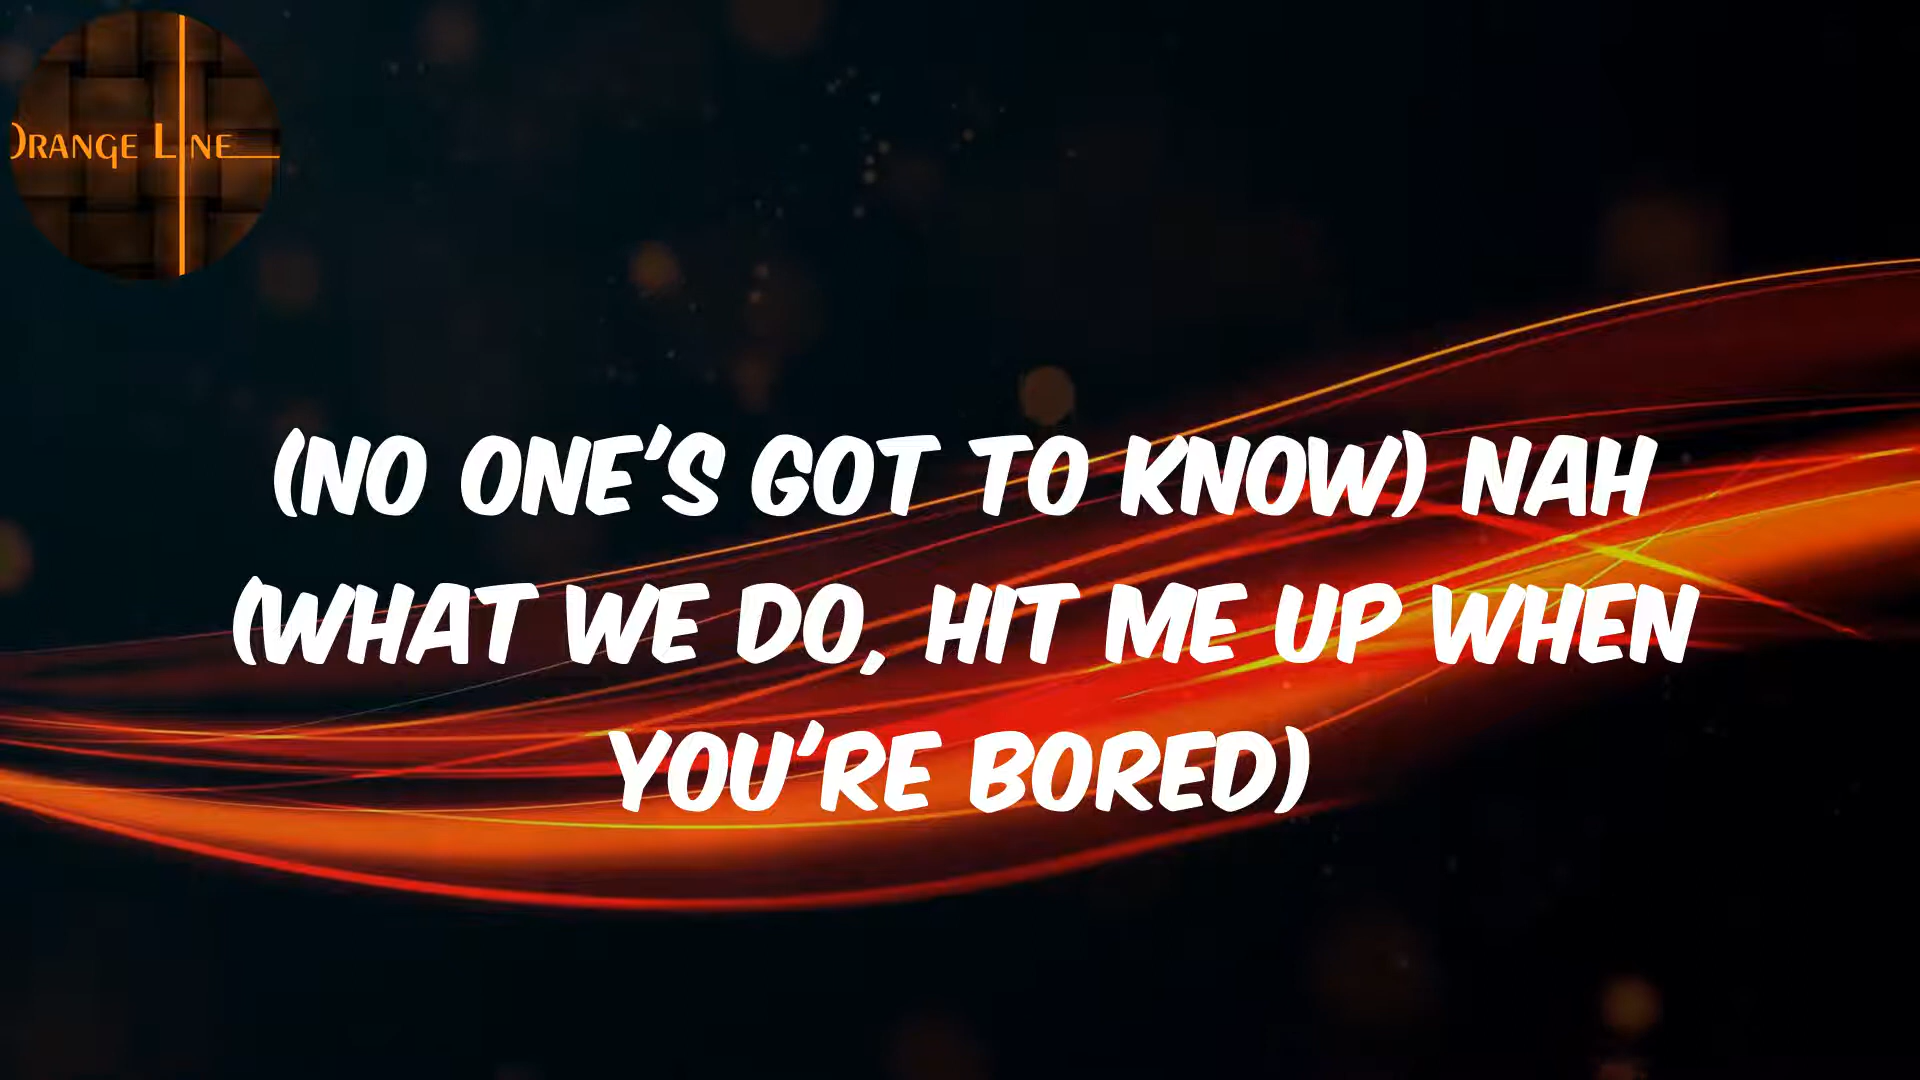 ORANGE LINE
(NO ONE'S GOT TO KNOW) NAH
(WHAT WE DO, HIT ME UP WHEN
YOU'RE BORED)